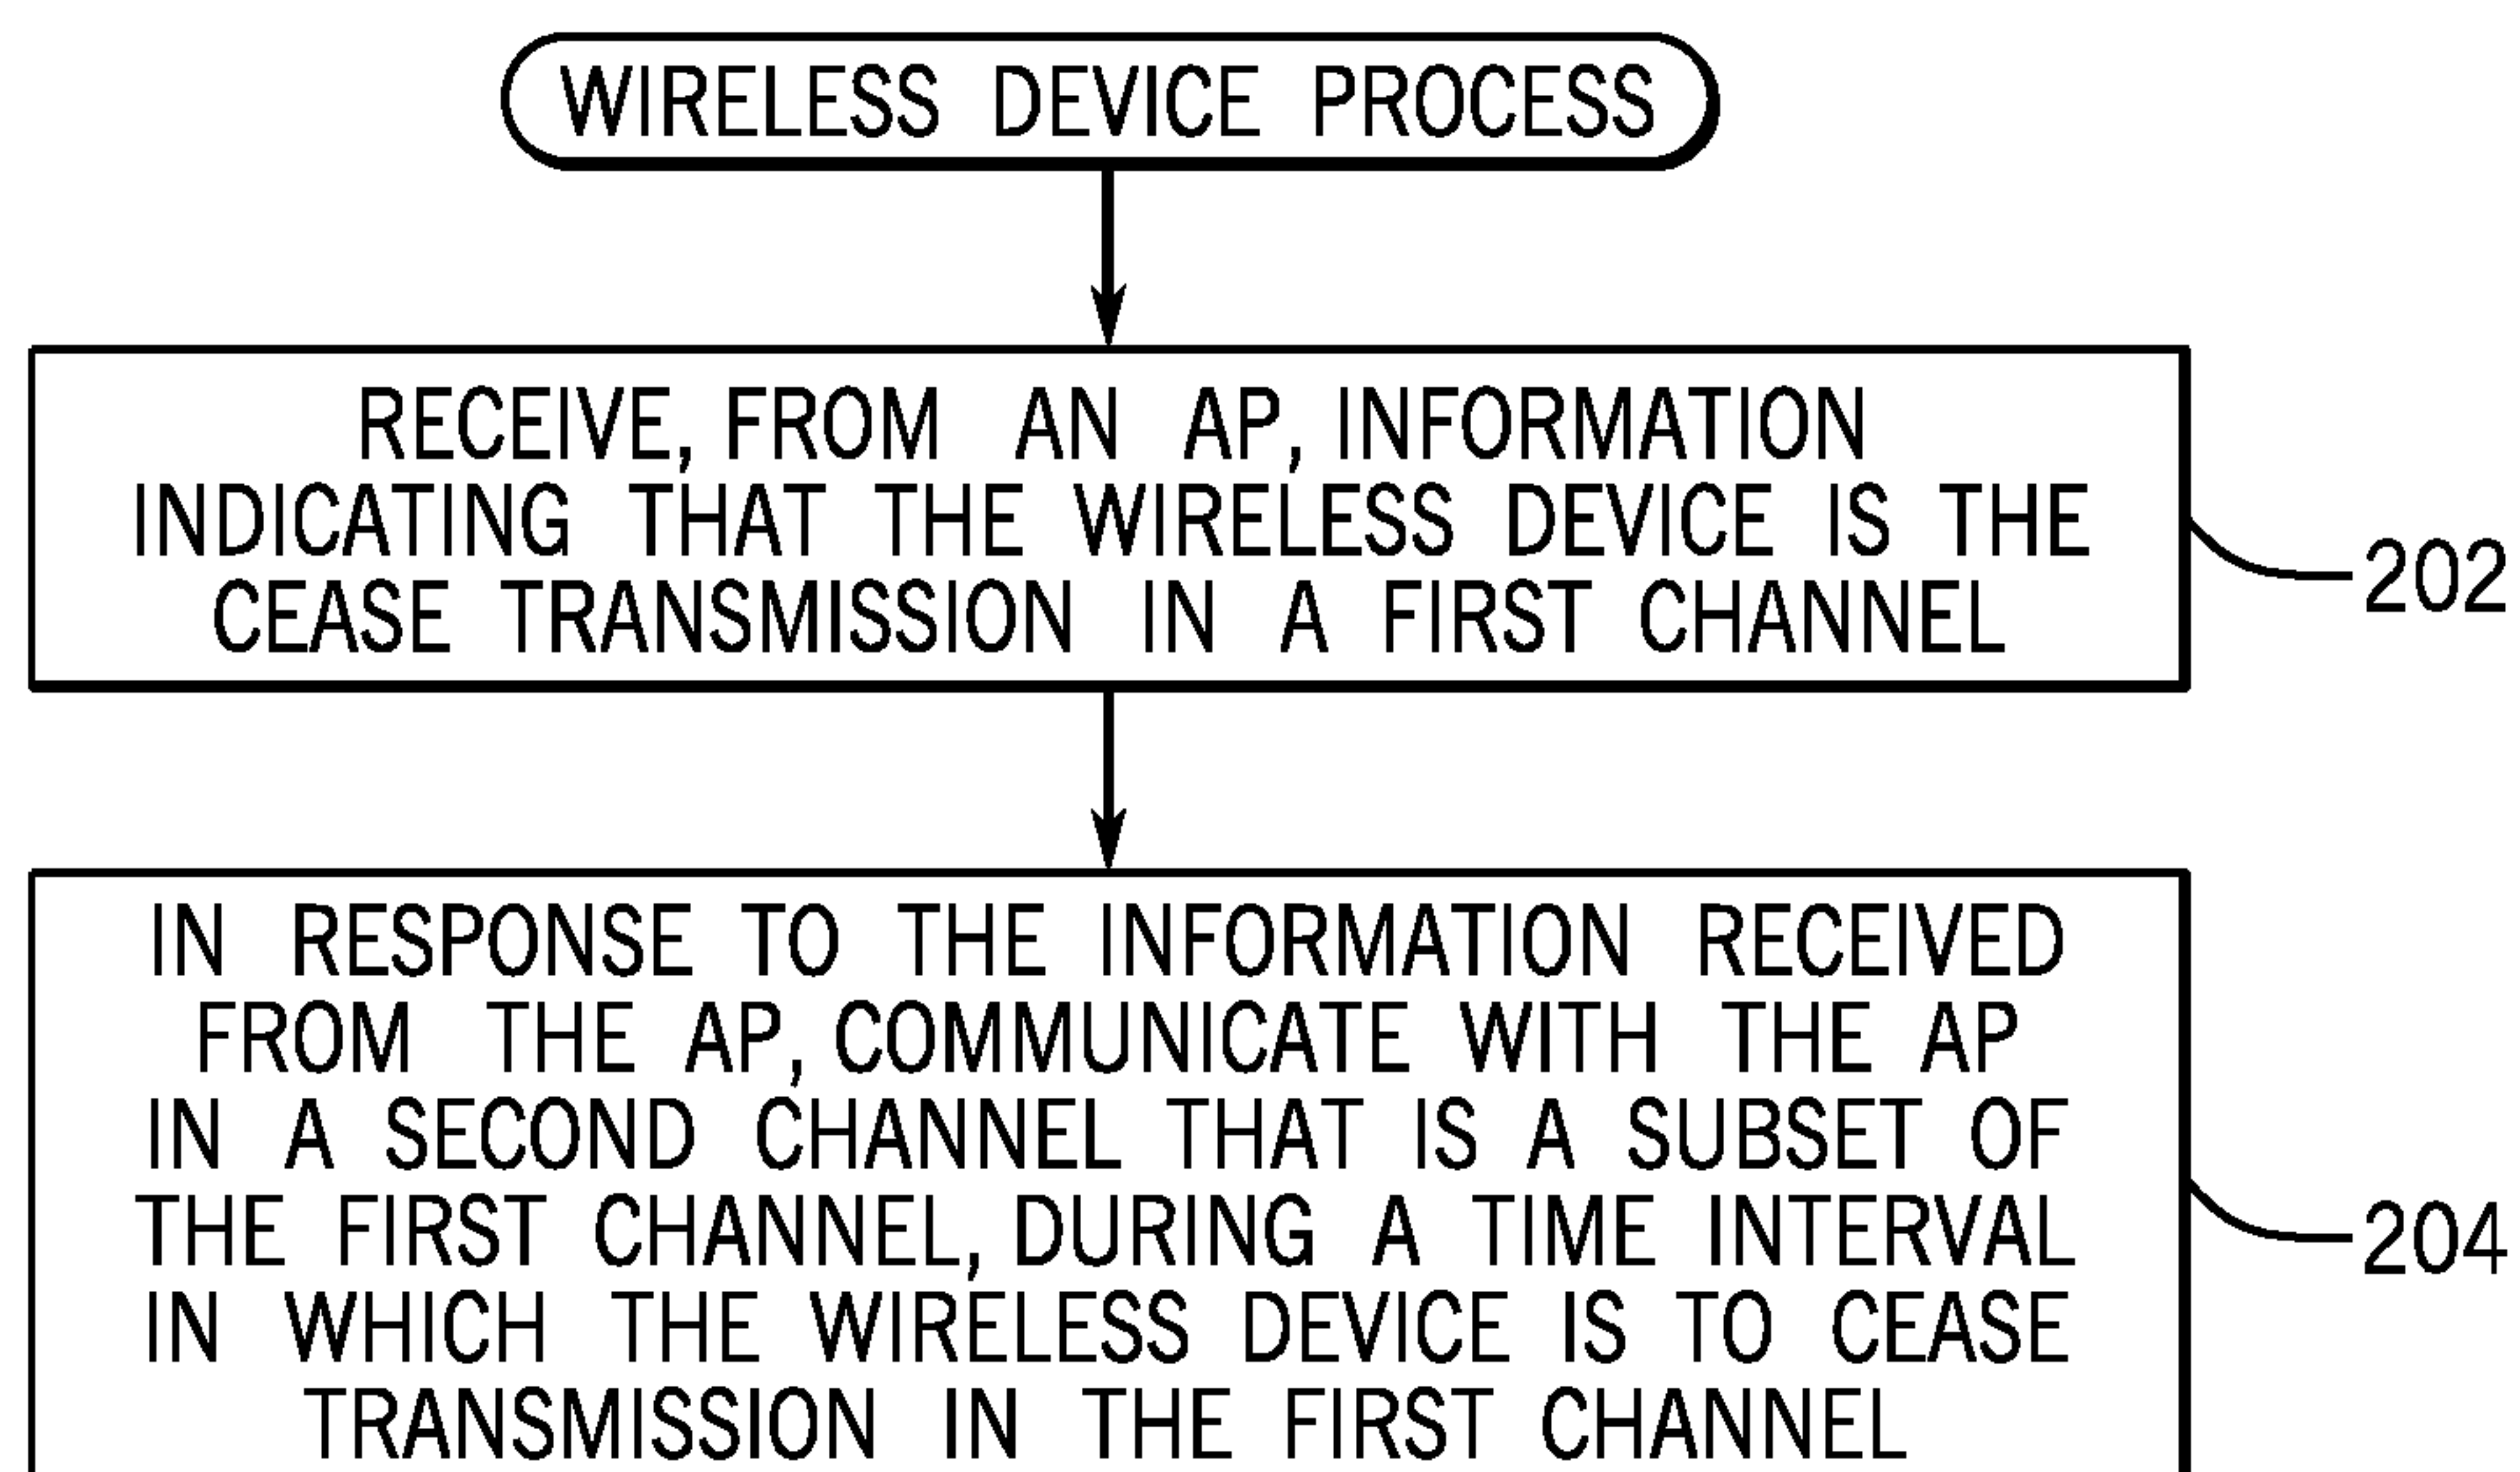 WIRELESS DEVICE PROCESS
RECEIVE, FROM AN AP, INFORMATION
INDICATING THAT THE WIRELESS DEVICE IS THE
CEASE TRANSMISSION IN A FIRST CHANNEL
202
IN RESPONSE TO THE INFORMATION RECEIVED
FROM THE AP, COMMUNICATE WITH THE AP
IN A SECOND CHANNEL THAT IS A SUBSET OF
THE FIRST CHANNEL, DURING A TIME INTERVAL
IN WHICH THE WIRELESS DEVICE IS TO CEASE
TRANSMISSION IN THE FIRST CHANNEL
204